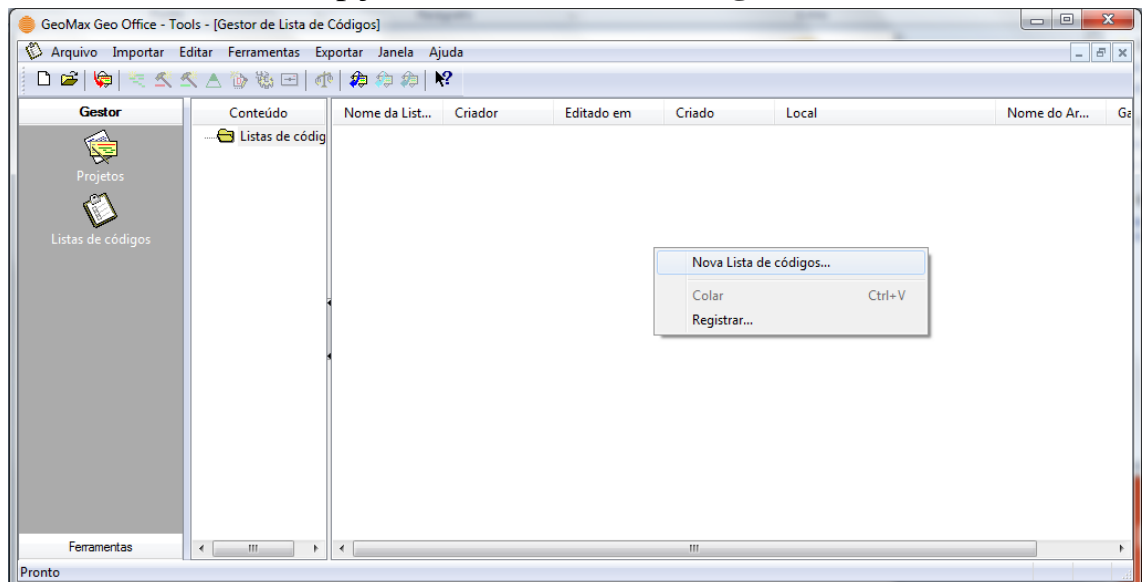 GeoMax Geo Office - Tools - [Gestor de Lista de Códigos]
Arquivo Importar Editar Ferramentas Exportar Janela Ajuda
Gestor Conteúdo Nome da List... Criador Editado em Criado Local Nome do Ar... Ga
Listas de códig
Projetos
Listas de códigos
Nova Lista de códigos...
Colar Ctrl+V
Registrar...
Ferramentas
Pronto